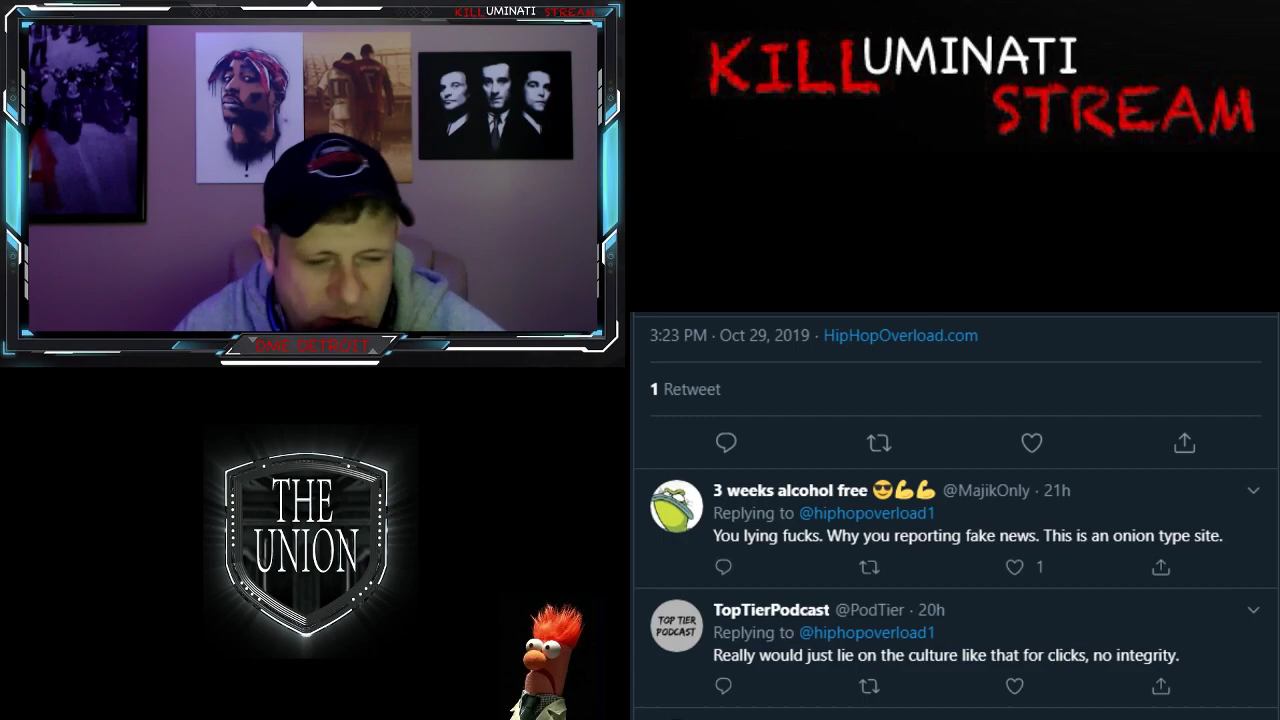 KILLUMINATI STREAM
KILLUMINATI
STREAM
DME DETROIT
THE
UNION
3:23 PM · Oct 29, 2019 · HipHopOverload.com
1 Retweet
3 weeks alcohol free 😎💪💪 @MajikOnly · 21h
Replying to @hiphopoverload1
You lying fucks. Why you reporting fake news. This is an onion type site.
1
TOP TIER
PODCAST
TopTierPodcast @PodTier · 20h
Replying to @hiphopoverload1
Really would just lie on the culture like that for clicks, no integrity.